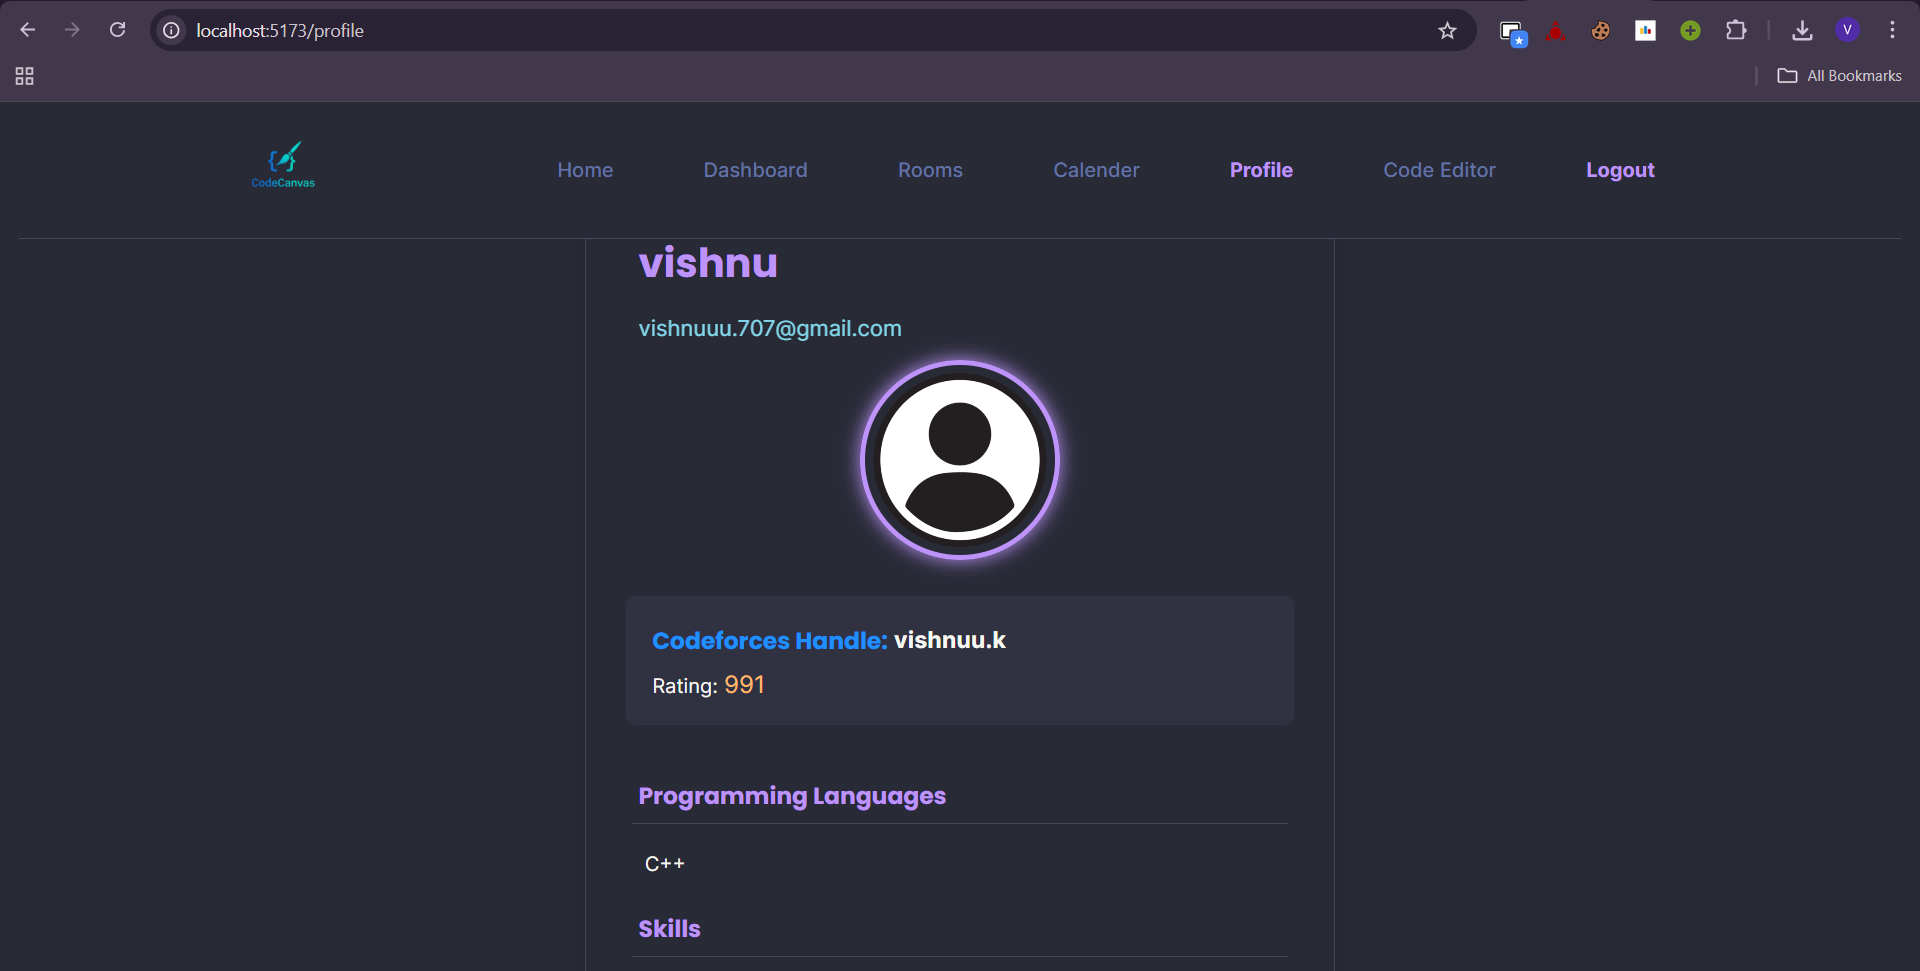 localhost:5173/profile
V
All Bookmarks
CodeCanvas
Home Dashboard Rooms Calender Profile Code Editor Logout
vishnu
vishnuuu.707@gmail.com
Codeforces Handle: vishnuu.k
Rating: 991
Programming Languages
C++
Skills